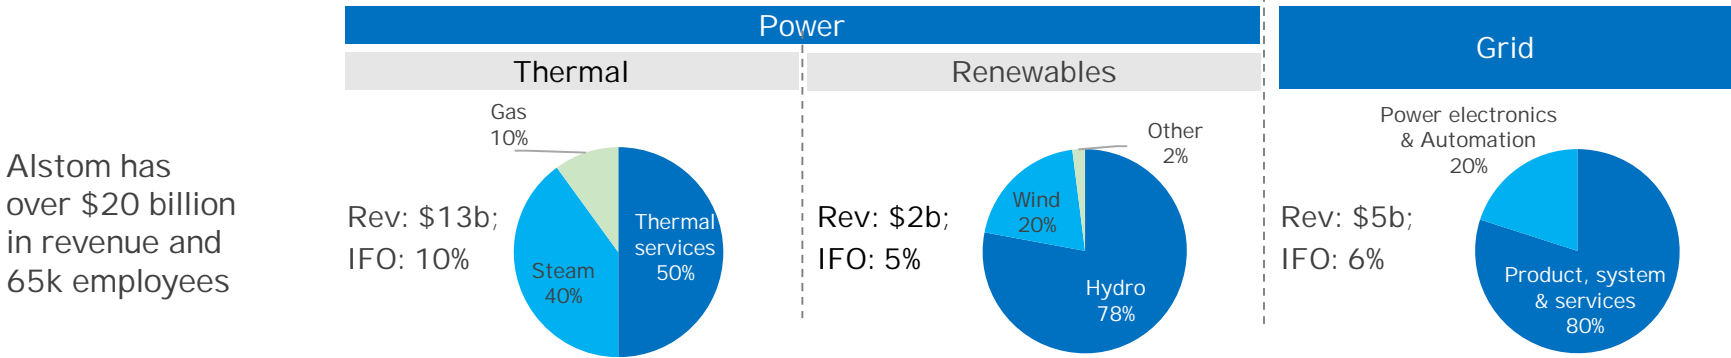 Alstom has
over $20 billion
in revenue and
65k employees
Power
Thermal
Gas
10%
Rev: $13b;
IFO: 10%
Thermal
services
50%
Steam
40%
Renewables
Other
2%
Rev: $2b;
IFO: 5%
Wind
20%
Hydro
78%
Grid
Power electronics
& Automation
20%
Rev: $5b;
IFO: 6%
Product, system
& services
80%